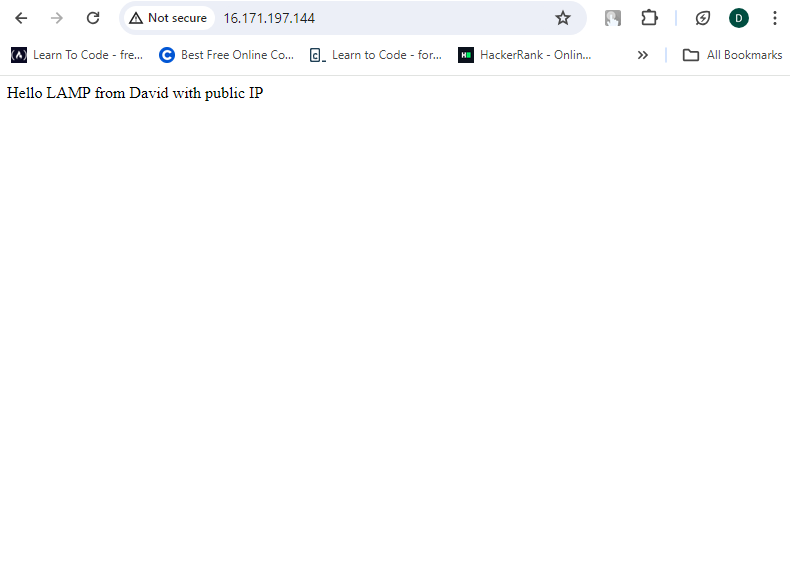 Not secure 16.171.197.144 D
Learn To Code - fre... Best Free Online Co... Learn to Code - for... HackerRank - Onlin... » All Bookmarks
Hello LAMP from David with public IP